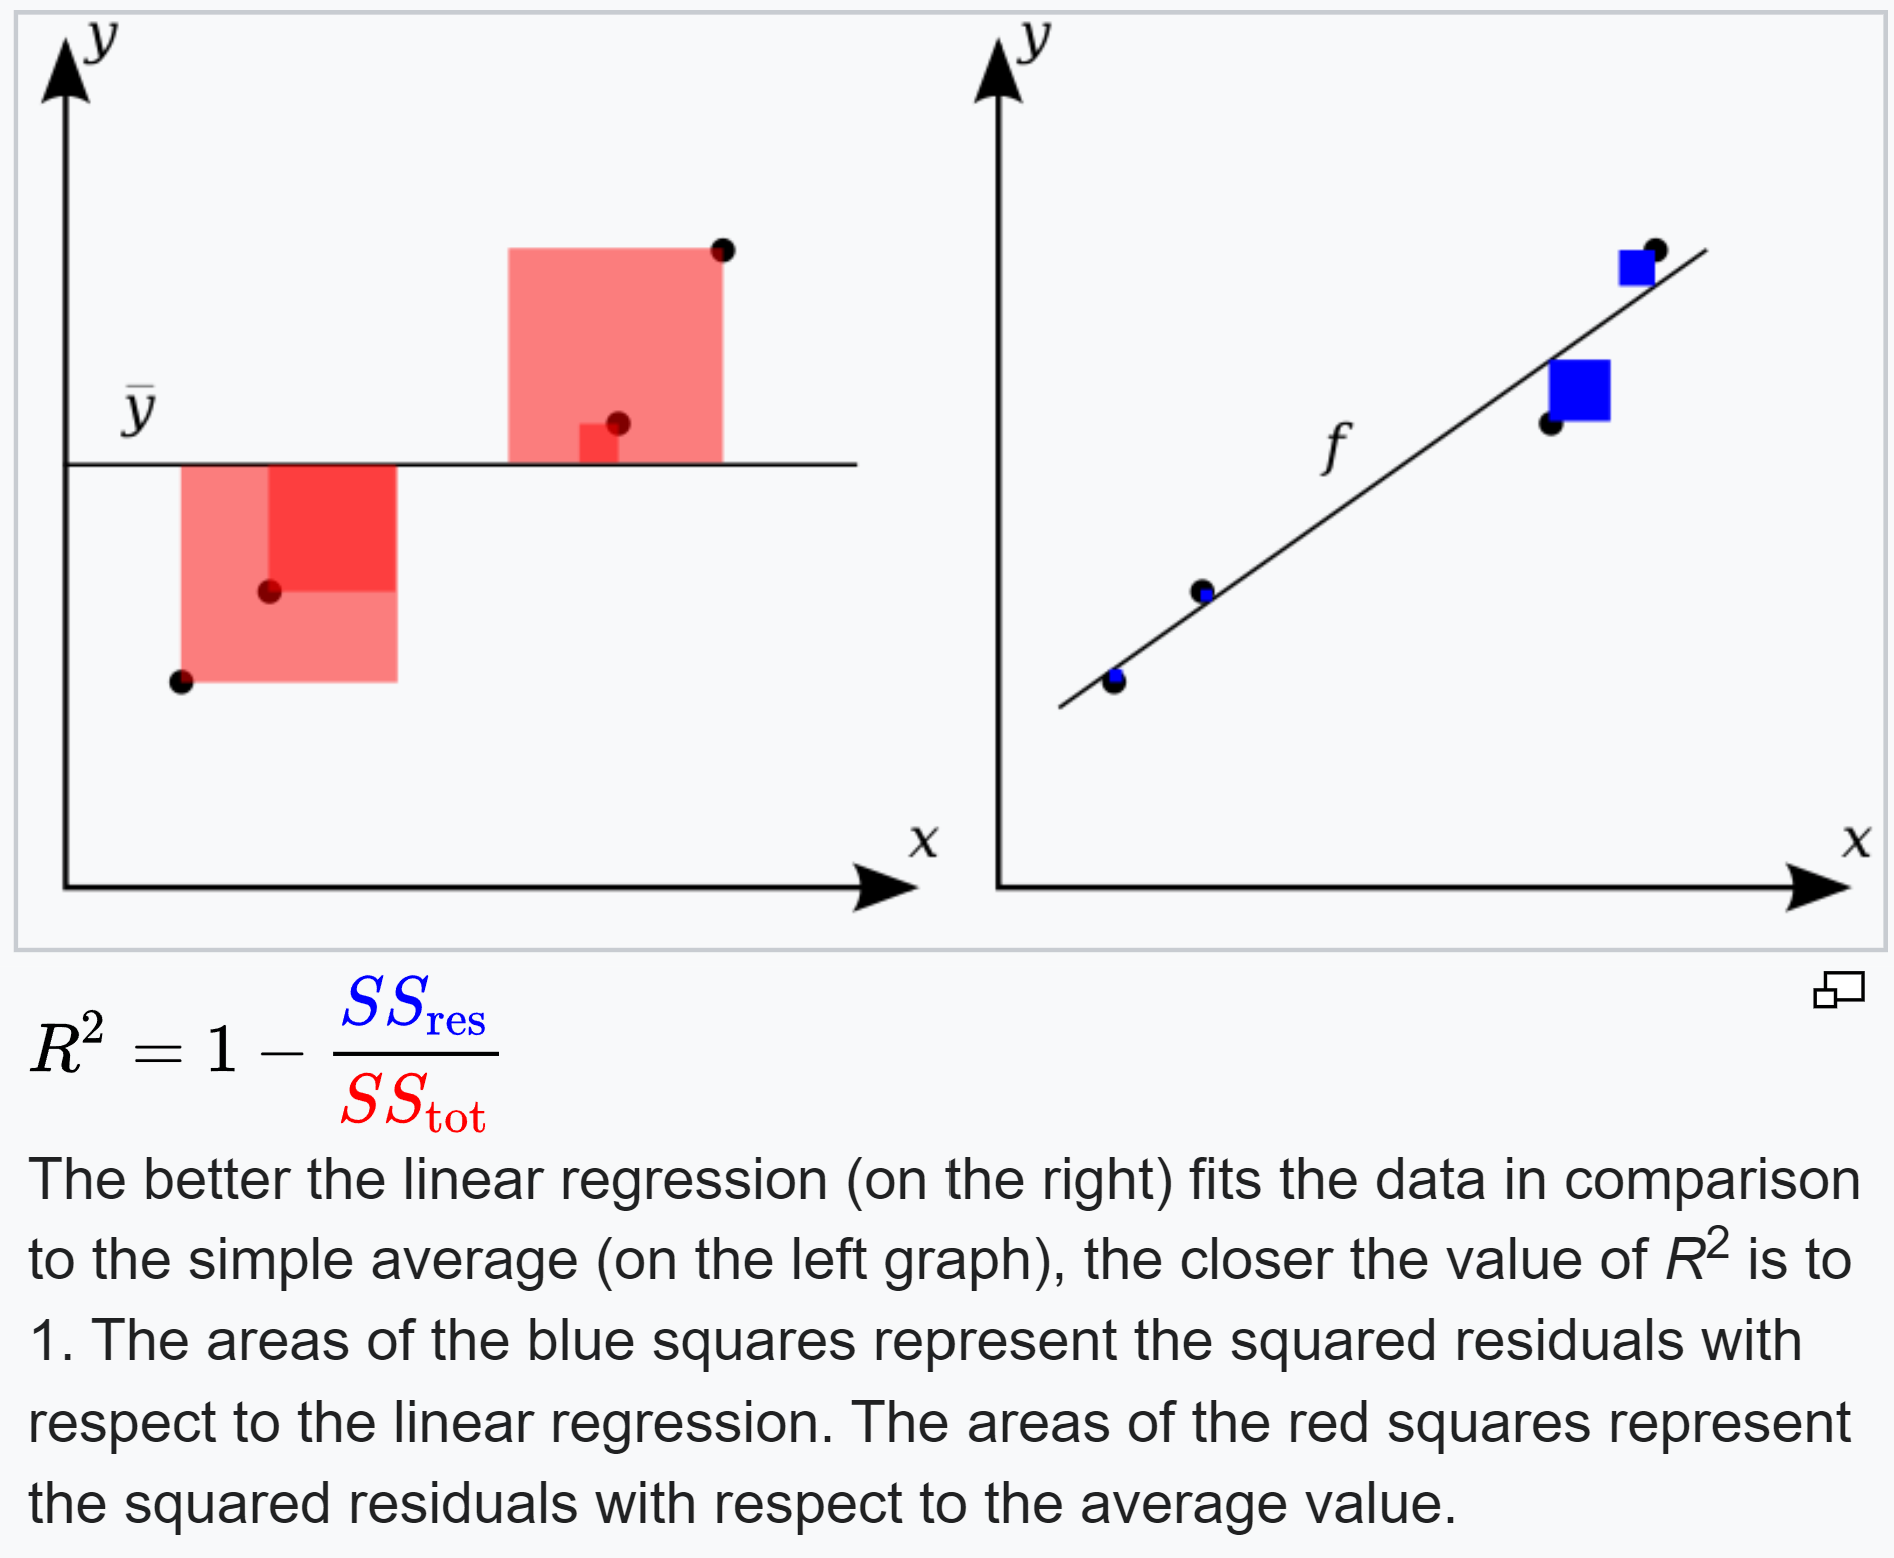 y
y
ȳ
f
x
x
R² = 1 − SS_res / SS_tot
The better the linear regression (on the right) fits the data in comparison
to the simple average (on the left graph), the closer the value of R² is to
1. The areas of the blue squares represent the squared residuals with
respect to the linear regression. The areas of the red squares represent
the squared residuals with respect to the average value.